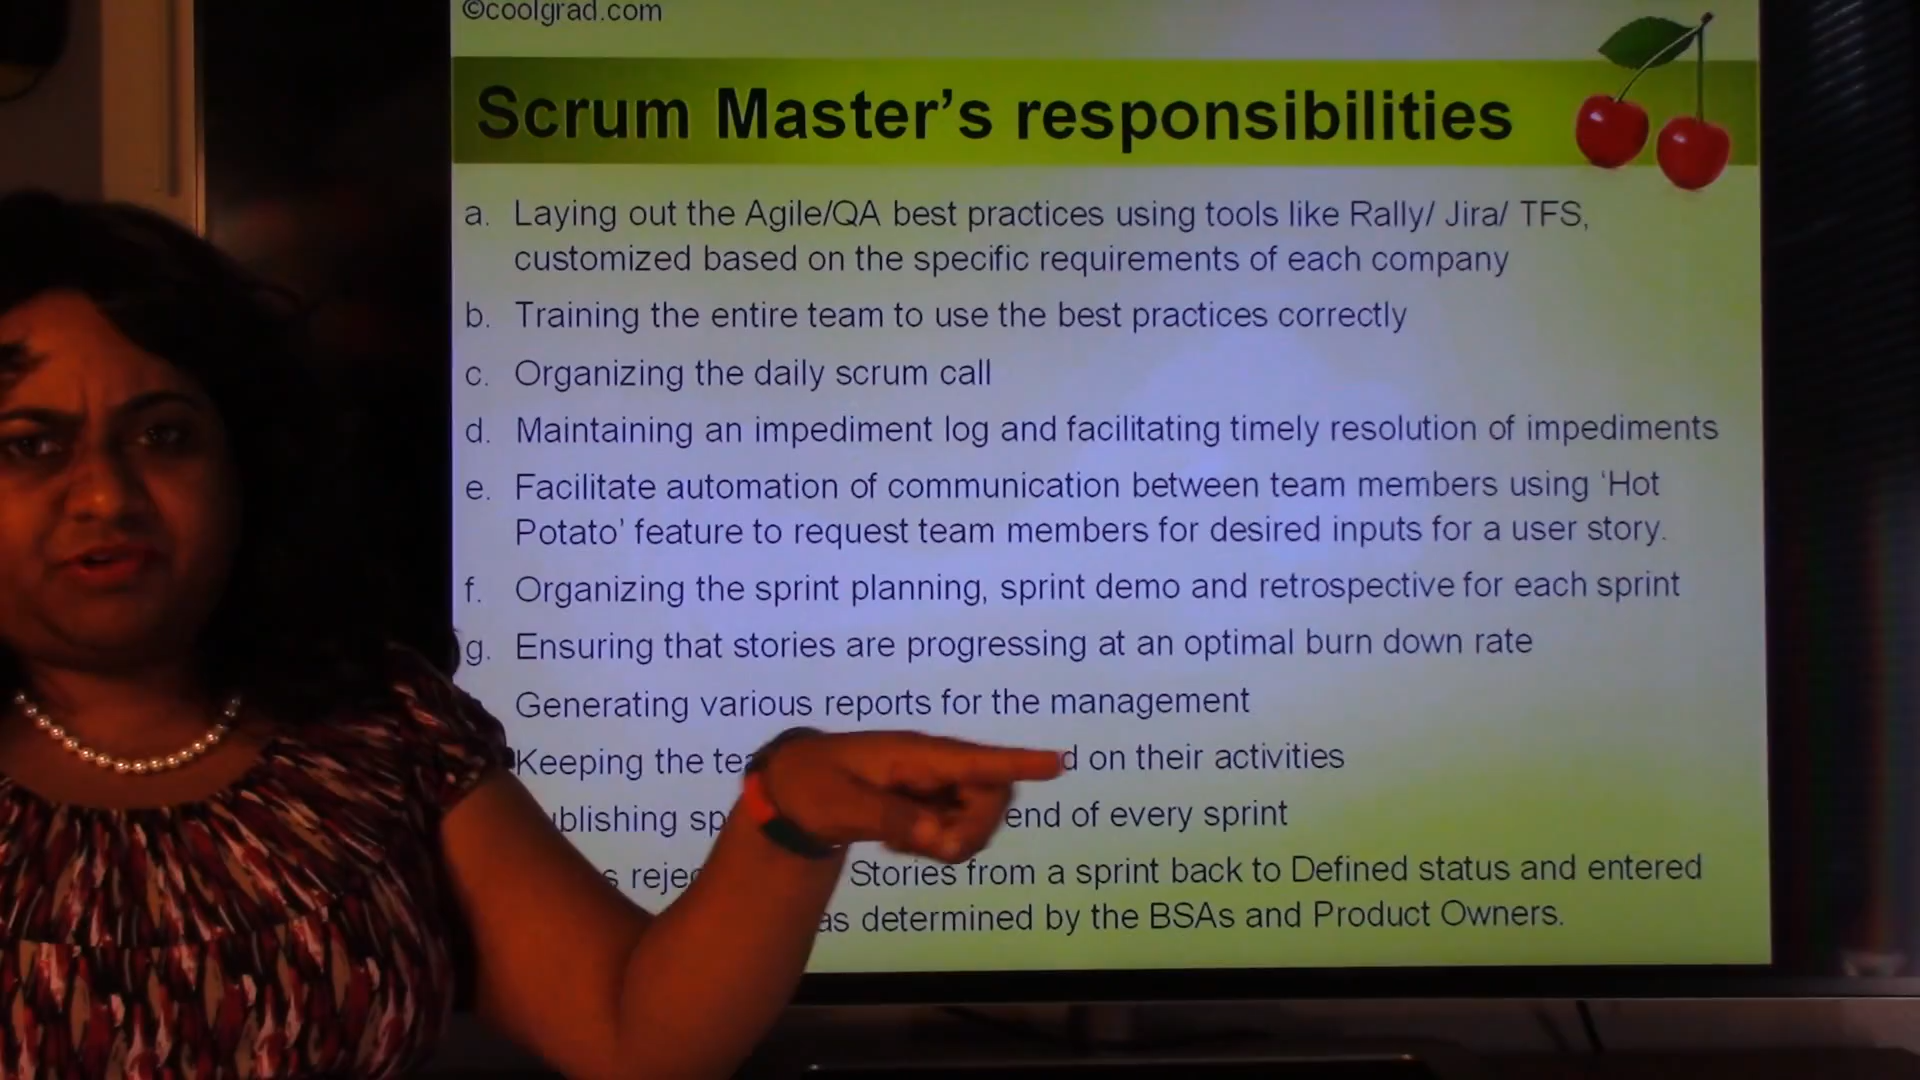 ©coolgrad.com
Scrum Master’s responsibilities
a. Laying out the Agile/QA best practices using tools like Rally/ Jira/ TFS,
customized based on the specific requirements of each company
b. Training the entire team to use the best practices correctly
c. Organizing the daily scrum call
d. Maintaining an impediment log and facilitating timely resolution of impediments
e. Facilitate automation of communication between team members using ‘Hot
Potato’ feature to request team members for desired inputs for a user story.
f. Organizing the sprint planning, sprint demo and retrospective for each sprint
g. Ensuring that stories are progressing at an optimal burn down rate
Generating various reports for the management
Keeping the on their activities
end of every sprint
Stories from a sprint back to Defined status and entered
as determined by the BSAs and Product Owners.